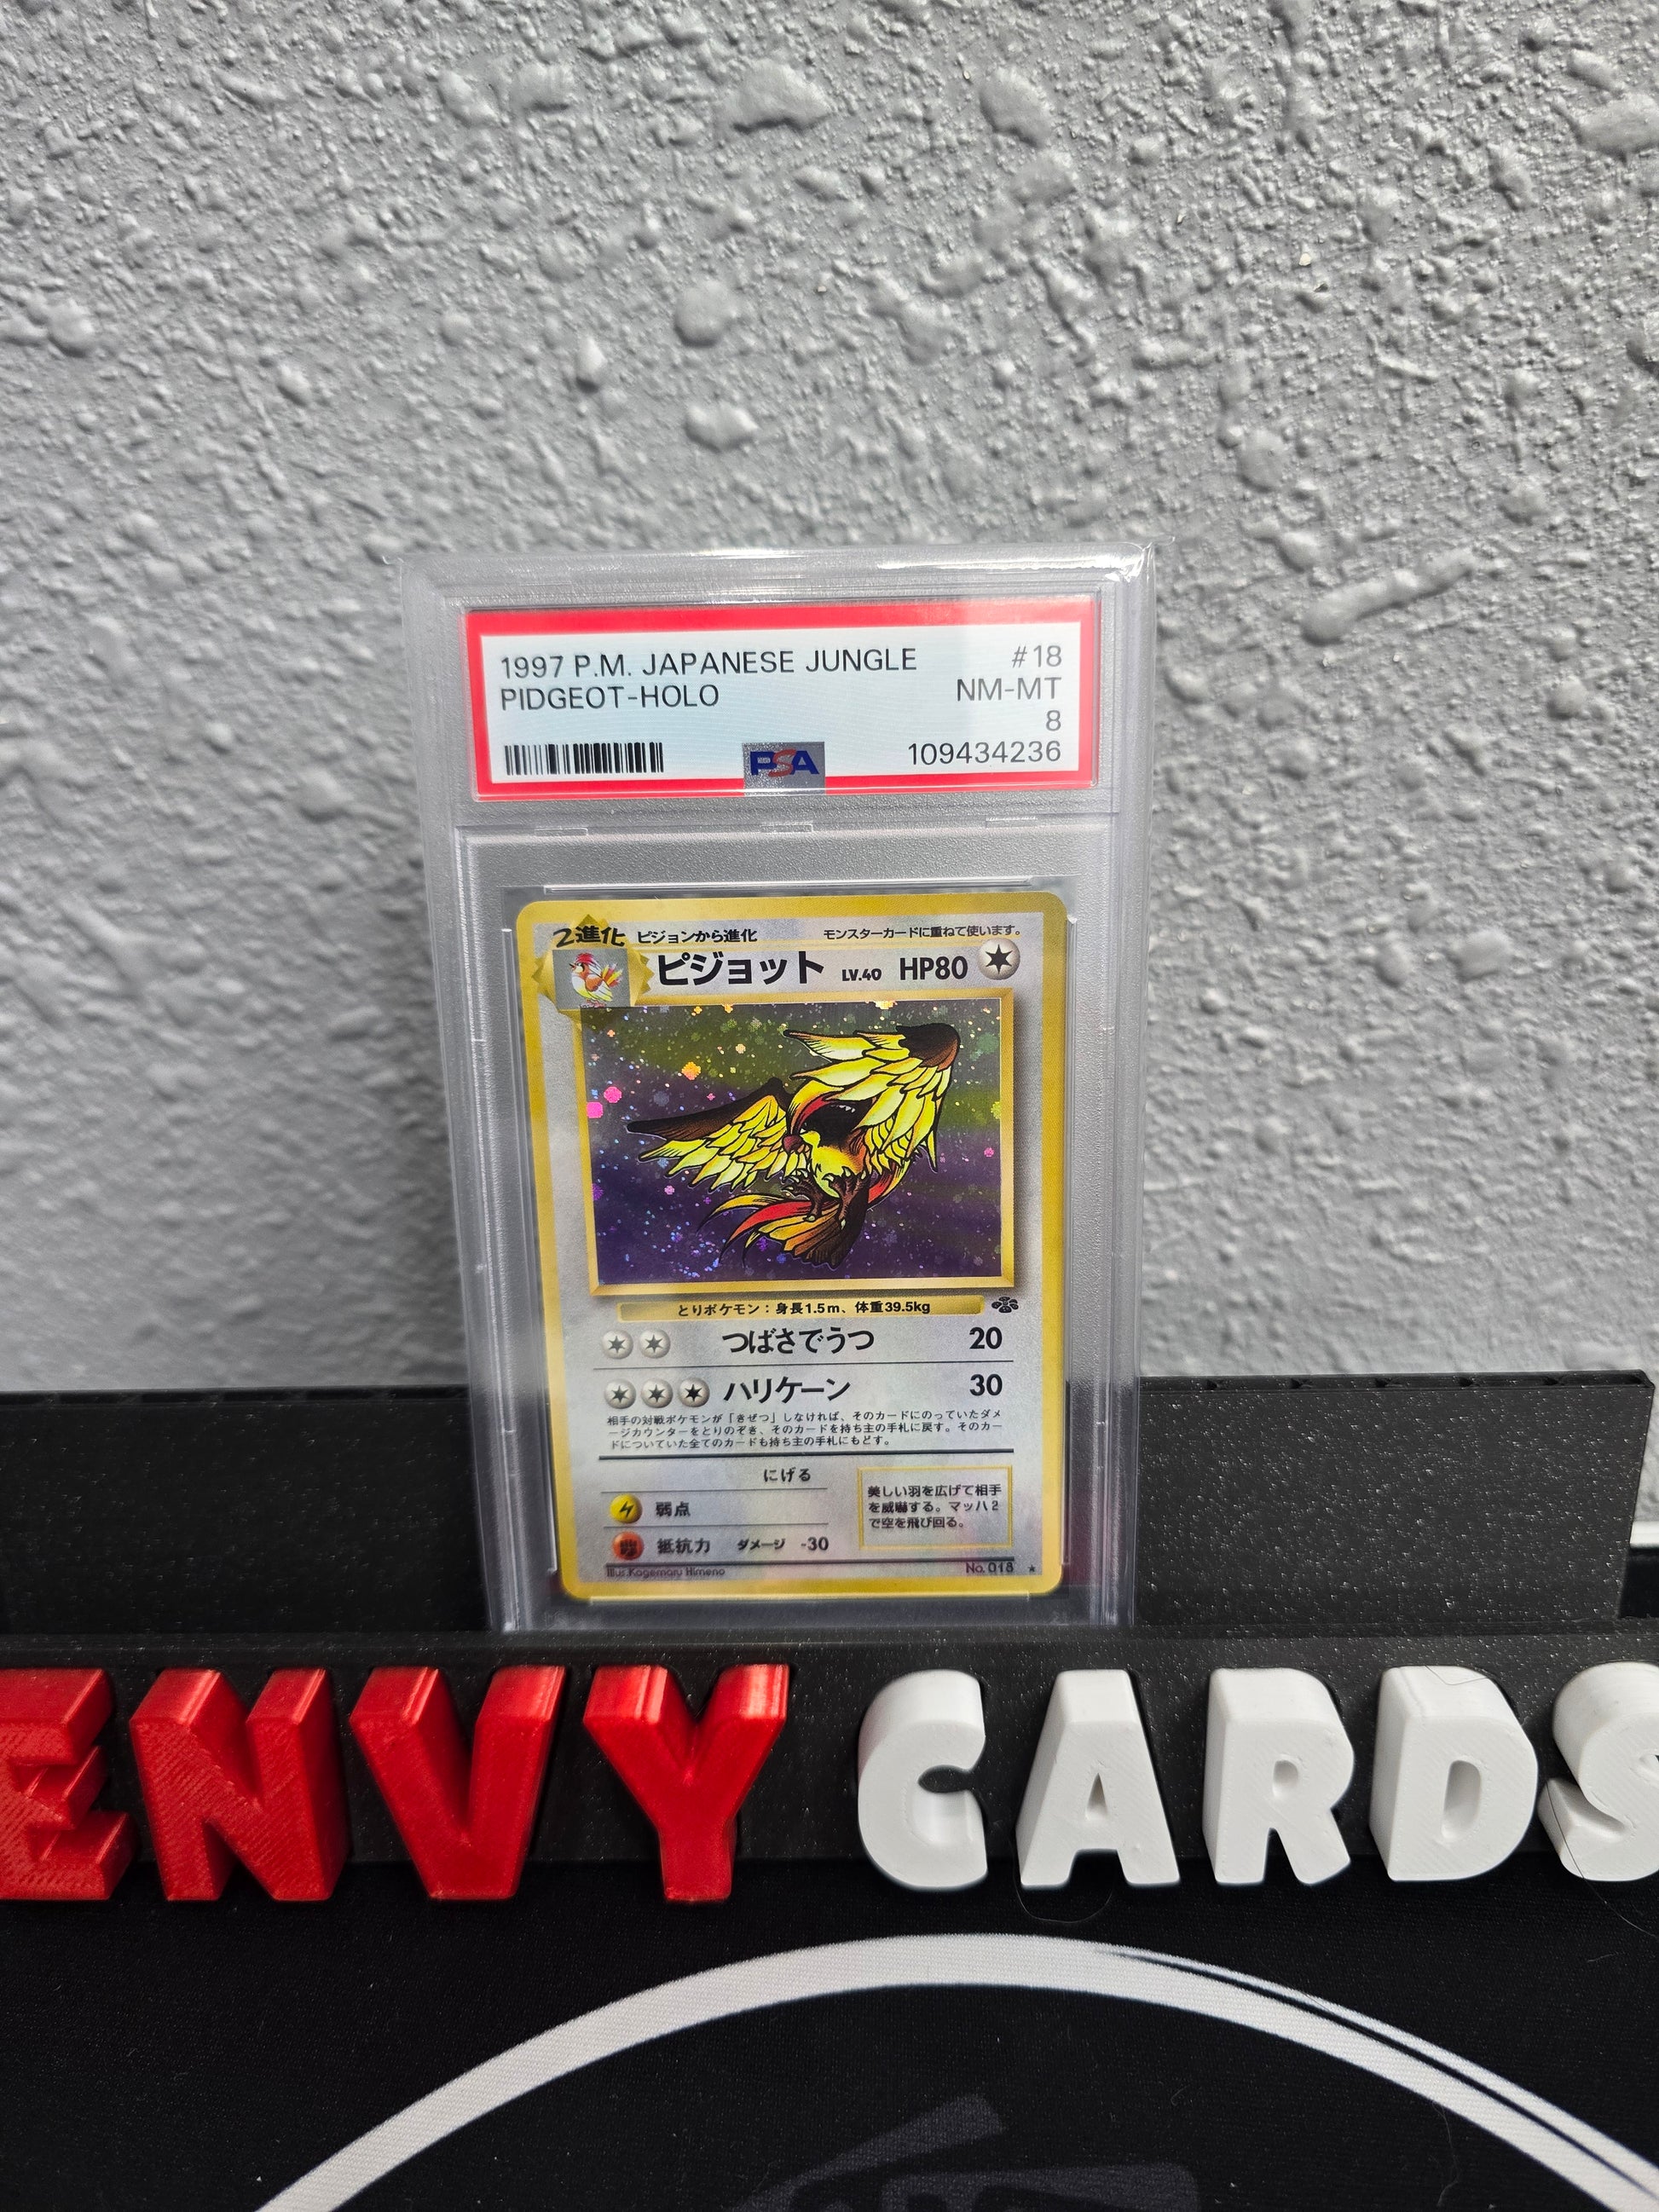 1997 P.M. JAPANESE JUNGLE #18
PIDGEOT-HOLO NM-MT
8
PSA 109434236
2進化 ピジョンから進化 モンスターカードに重ねて使います。
ピジョット LV.40 HP80
とりポケモン：身長1.5m、体重39.5kg
つばさでうつ 20
ハリケーン 30
相手の対戦ポケモンが「きぜつ」しなければ、そのカードにのっていたダメ
ージカウンターをとりのぞき、そのカードを持ち主の手札に戻す。そのカー
ドについていた全てのカードも持ち主の手札にもどす。
にげる
弱点
抵抗力 ダメージ -30
美しい羽を広げて相手
を威嚇する。マッハ2
で空を飛び回る。
Illus.Kagemaru Himeno No.018 ★
ENVY CARDS